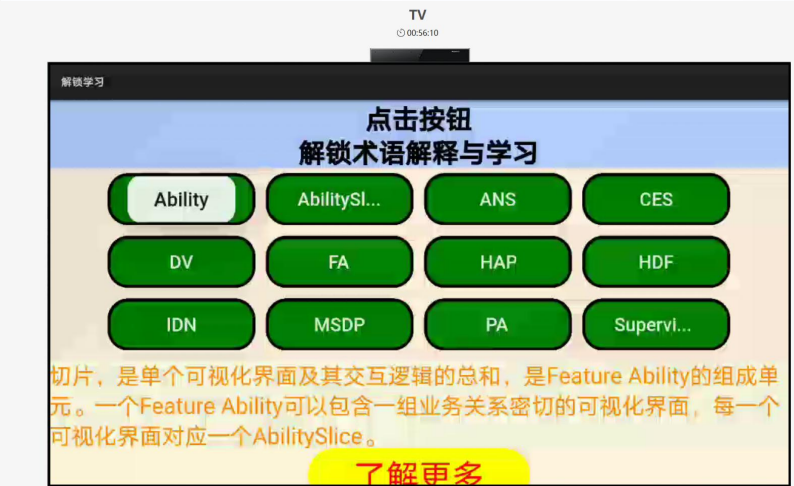 TV
00:56:10
解锁学习
点击按钮
解锁术语解释与学习
Ability AbilitySl... ANS CES
DV FA HAP HDF
IDN MSDP PA Supervi...
切片，是单个可视化界面及其交互逻辑的总和，是Feature Ability的组成单
元。一个Feature Ability可以包含一组业务关系密切的可视化界面，每一个
可视化界面对应一个AbilitySlice。
了解更多